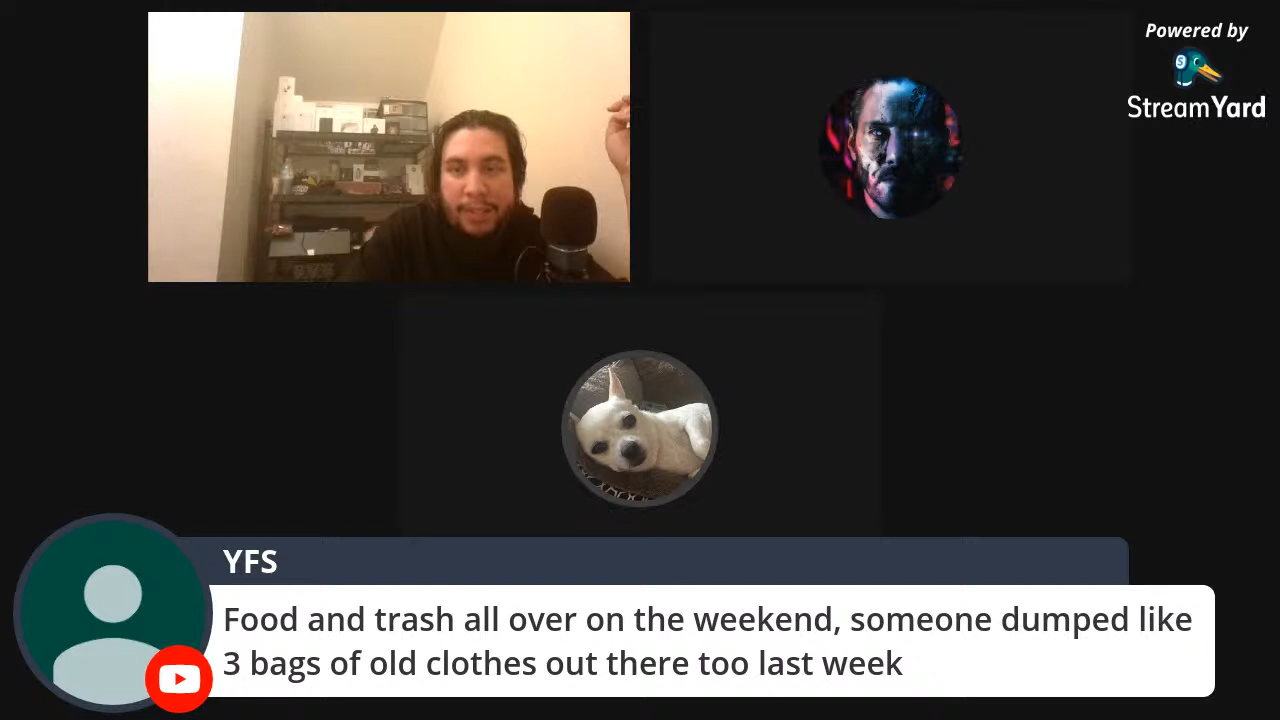 Powered by
StreamYard
YFS
Food and trash all over on the weekend, someone dumped like
3 bags of old clothes out there too last week